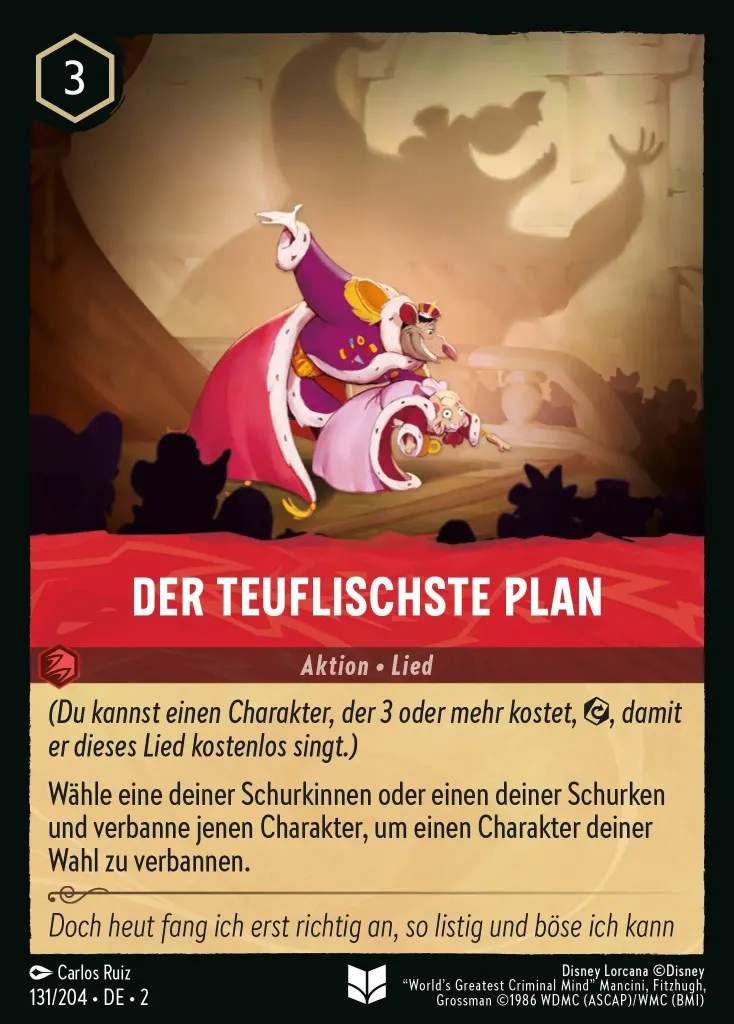 3
DER TEUFLISCHSTE PLAN
Aktion • Lied
(Du kannst einen Charakter, der 3 oder mehr kostet, , damit
er dieses Lied kostenlos singt.)
Wähle eine deiner Schurkinnen oder einen deiner Schurken
und verbanne jenen Charakter, um einen Charakter deiner
Wahl zu verbannen.
Doch heut fang ich erst richtig an, so listig und böse ich kann
Carlos Ruiz
131/204 • DE • 2
Disney Lorcana ©Disney
“World’s Greatest Criminal Mind” Mancini, Fitzhugh,
Grossman ©1986 WDMC (ASCAP)/WMC (BMI)